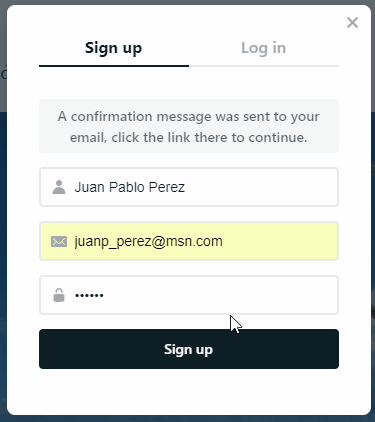 Sign up
Log in
A confirmation message was sent to your
email, click the link there to continue.
Juan Pablo Perez
juanp_perez@msn.com
••••••
Sign up